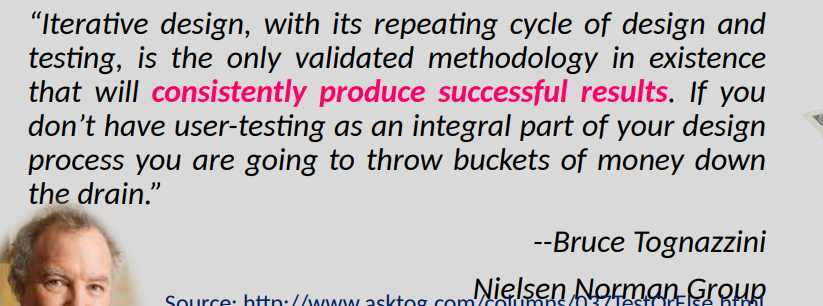 “Iterative design, with its repeating cycle of design and
testing, is the only validated methodology in existence
that will consistently produce successful results. If you
don’t have user-testing as an integral part of your design
process you are going to throw buckets of money down
the drain.”
--Bruce Tognazzini
Nielsen Norman Group
Source: http://www.asktog.com/columns/037TestOrElse.html